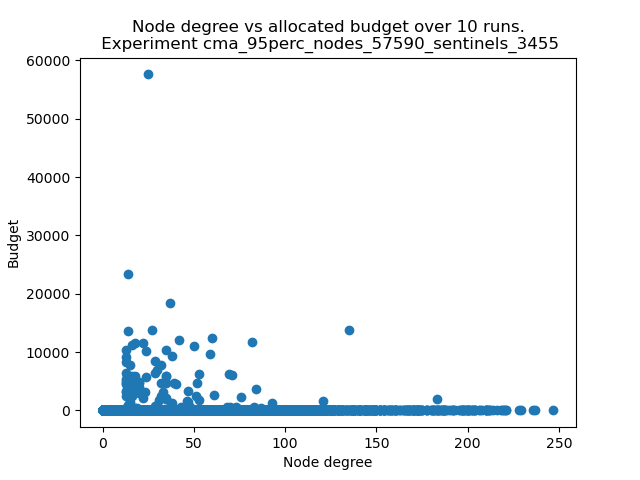 Node degree vs allocated budget over 10 runs.
Experiment cma_95perc_nodes_57590_sentinels_3455
60000
50000
40000
30000
20000
10000
0
Budget
0 50 100 150 200 250
Node degree